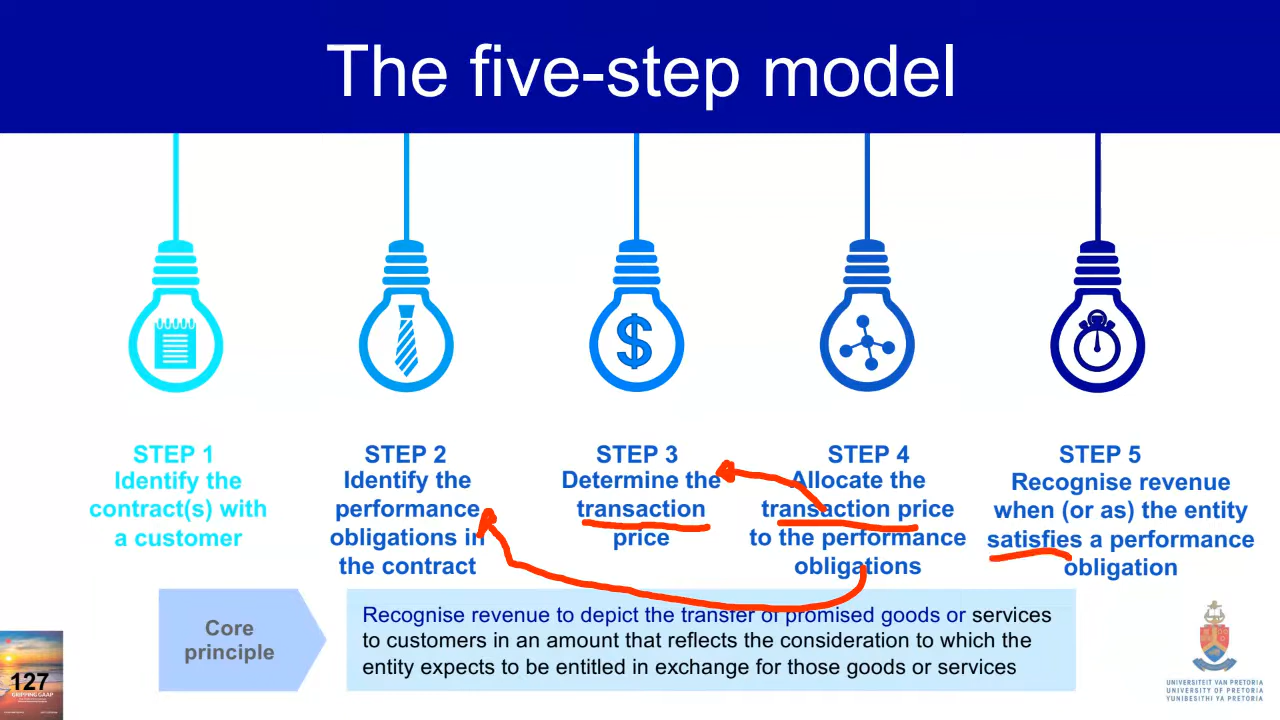 The five-step model
$
STEP 1
Identify the
contract(s) with
a customer
STEP 2
Identify the
performance
obligations in
the contract
STEP 3
Determine the
transaction
price
STEP 4
Allocate the
transaction price
to the performance
obligations
STEP 5
Recognise revenue
when (or as) the entity
satisfies a performance
obligation
Core
principle
Recognise revenue to depict the transfer of promised goods or services
to customers in an amount that reflects the consideration to which the
entity expects to be entitled in exchange for those goods or services
127
GRIPPING GAAP
UNIVERSITEIT VAN PRETORIA
UNIVERSITY OF PRETORIA
YUNIBESITHI YA PRETORIA